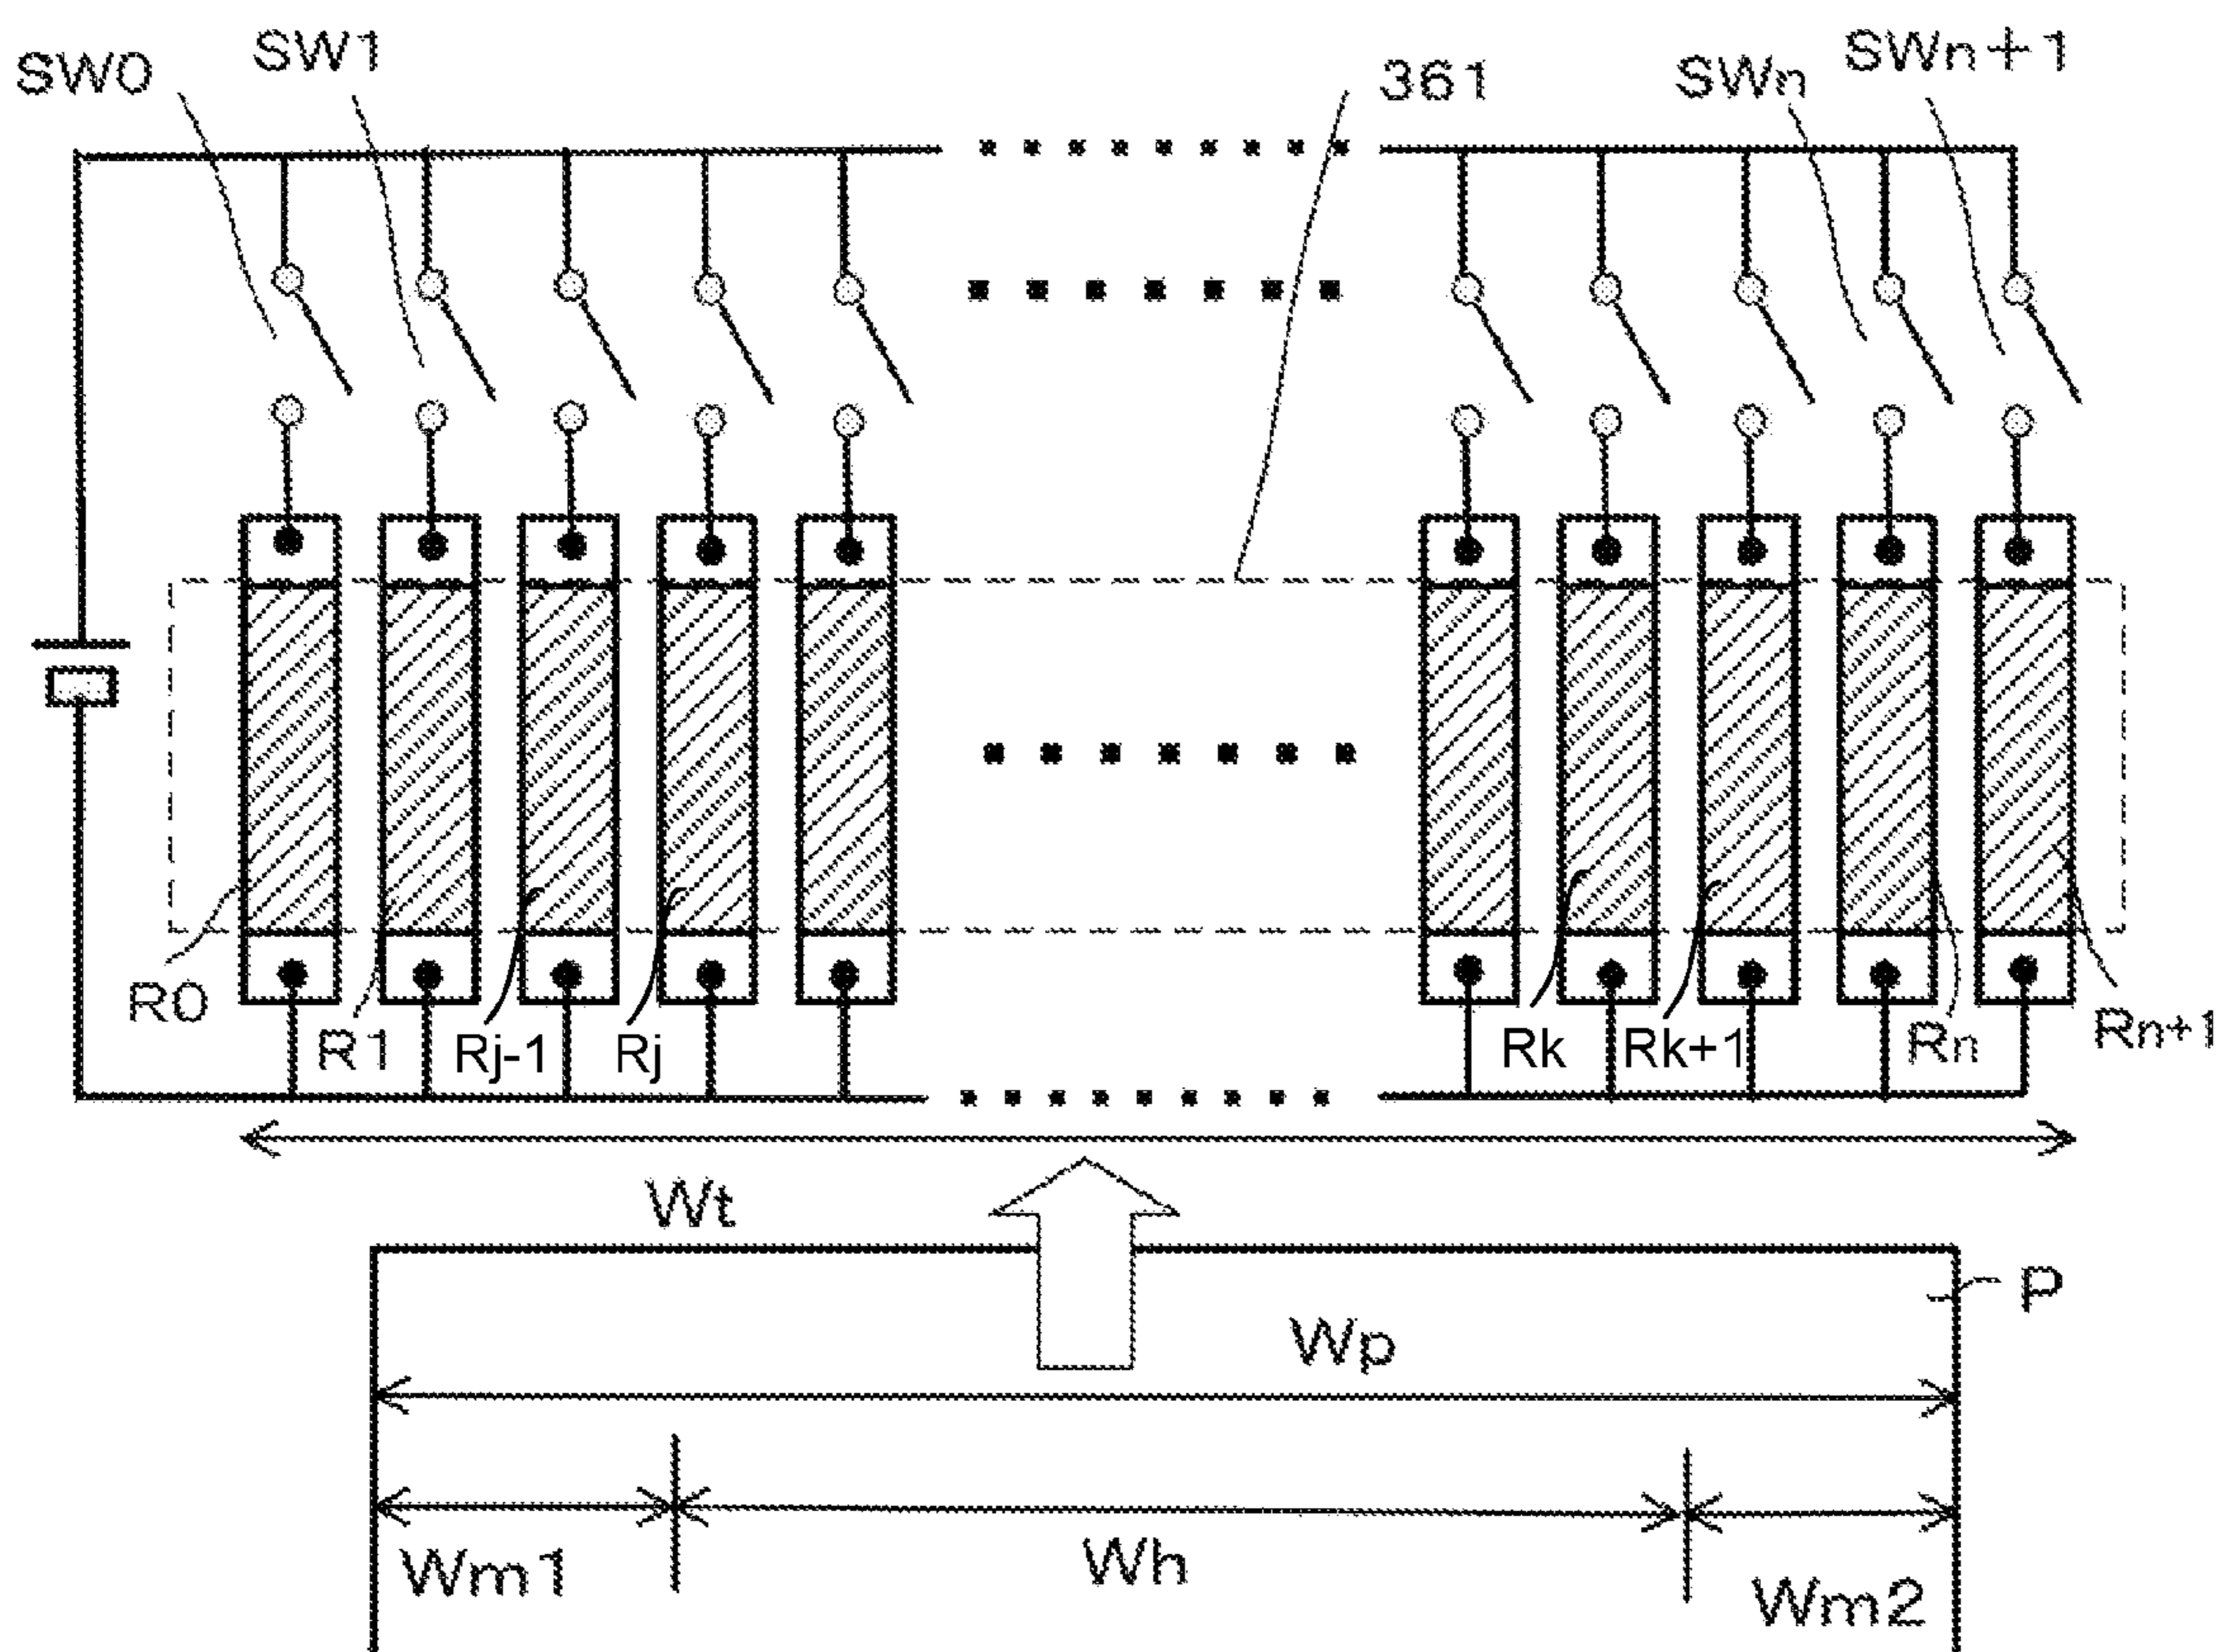 SW0 SW1 361 SWn SWn+1
R0 R1 Rj-1 Rj Rk Rk+1 Rn Rn+1
Wt
P
Wp
Wm1 Wh Wm2